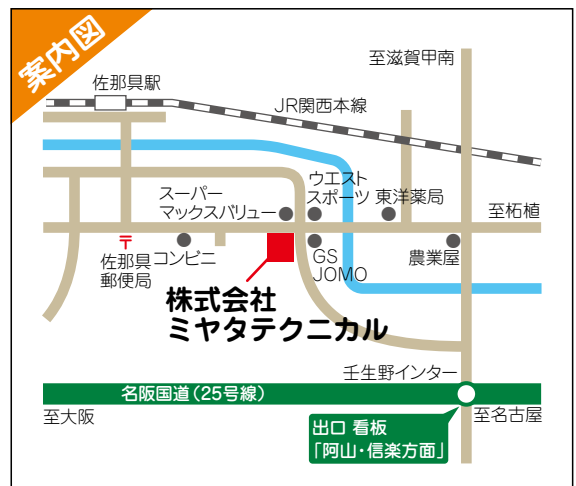 案内図
至滋賀甲南
佐那具駅
JR関西本線
ウエスト
スポーツ
スーパー
マックスバリュー
東洋薬局
至柘植
〒
佐那具
郵便局
コンビニ
GS
JOMO
農業屋
株式会社
ミヤタテクニカル
壬生野インター
名阪国道（25号線）
至大阪
至名古屋
出口 看板
「阿山・信楽方面」